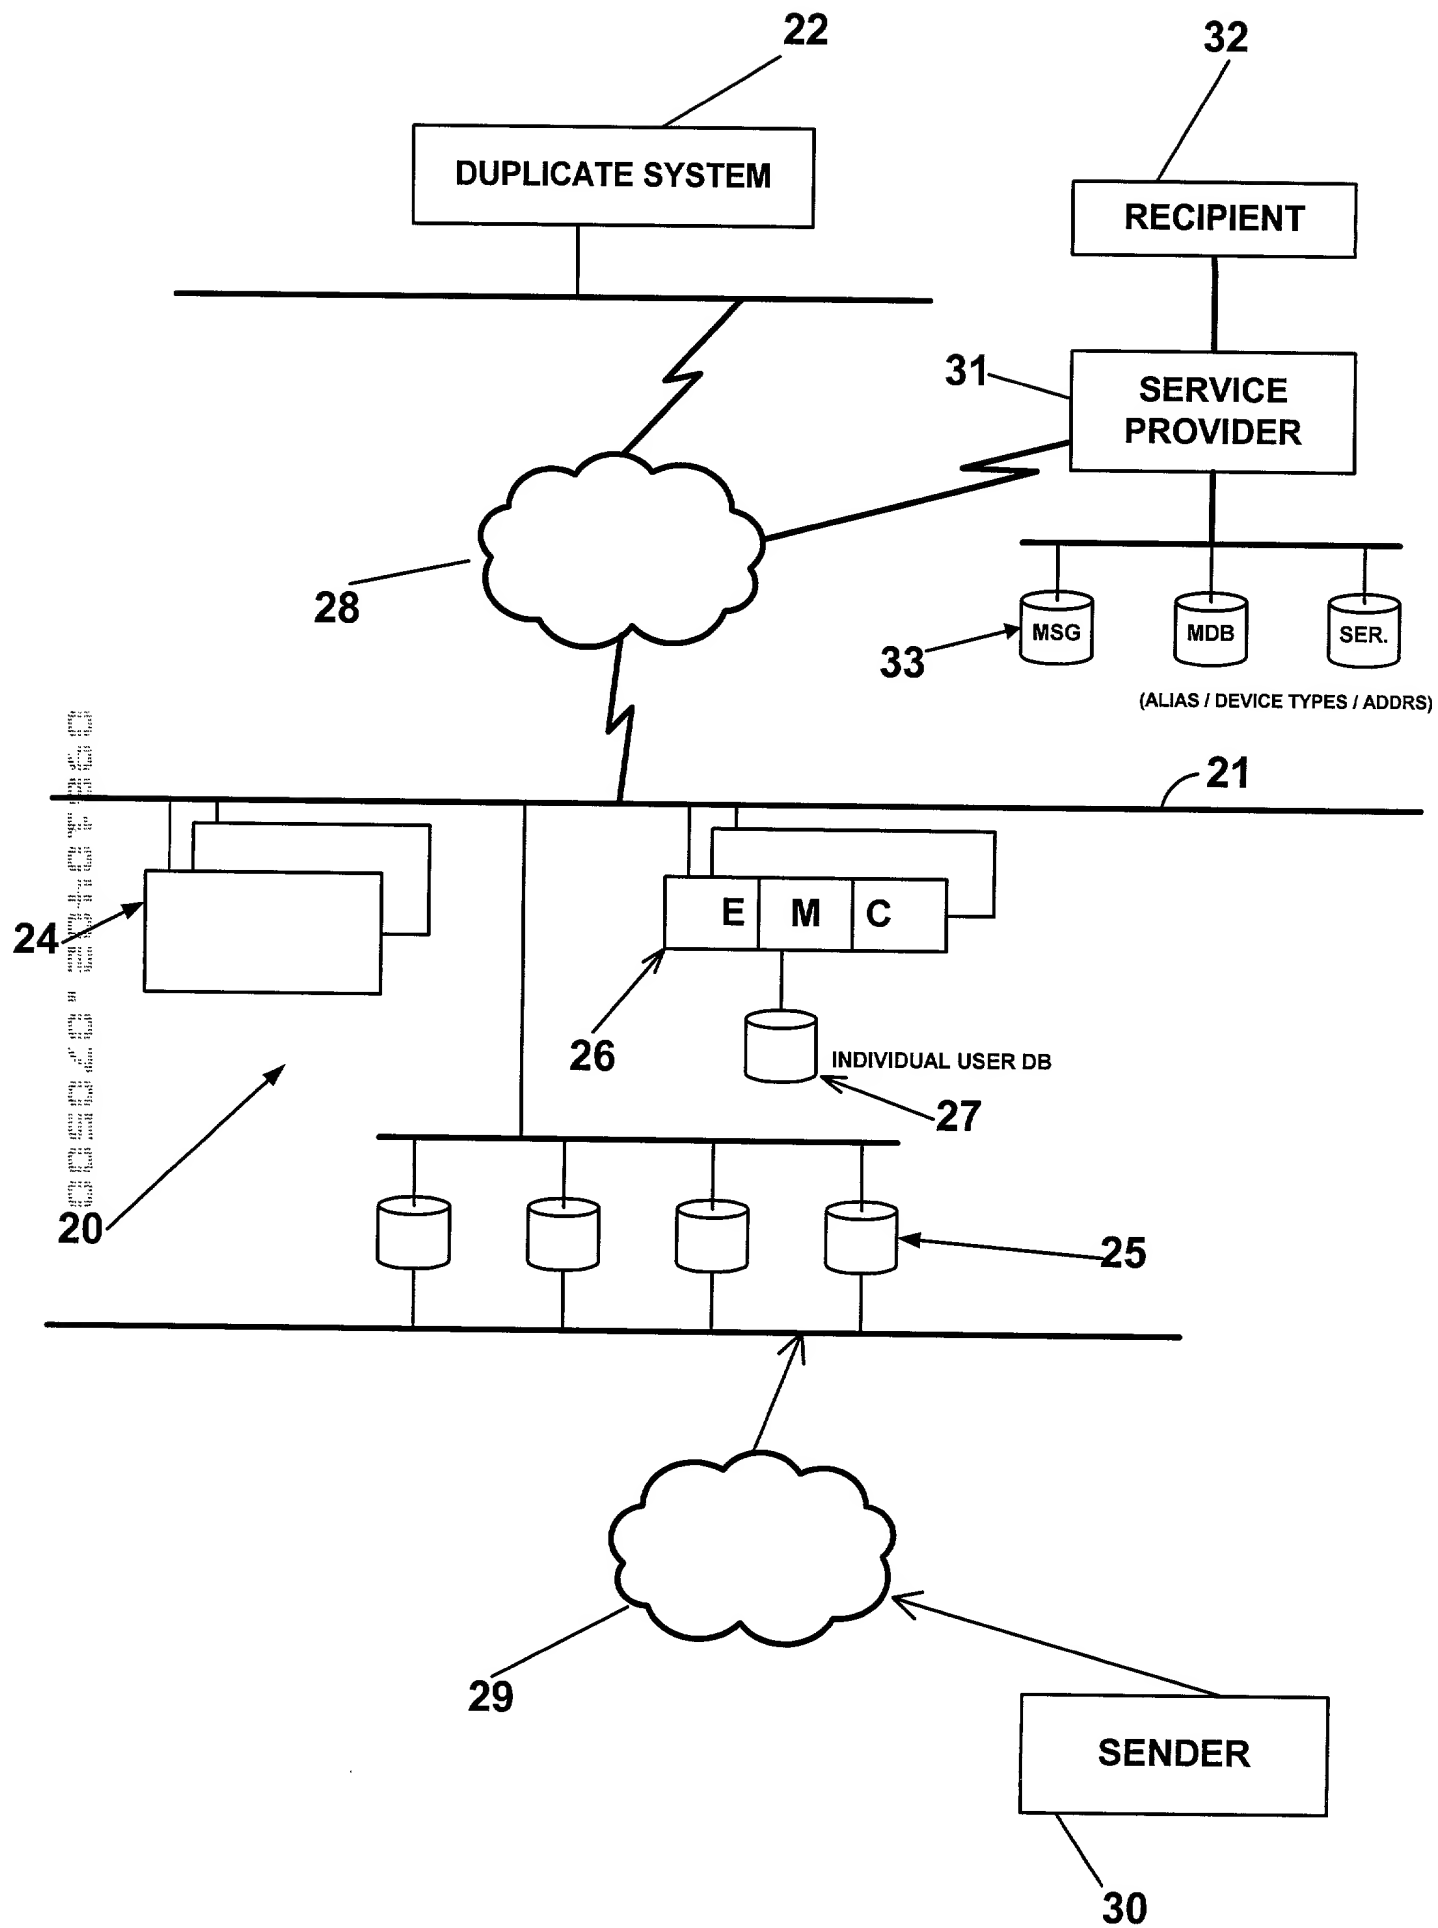 22
32
DUPLICATE SYSTEM
RECIPIENT
31
SERVICE
PROVIDER
28
33
MSG
MDB
SER.
(ALIAS / DEVICE TYPES / ADDRS)
21
24
E M C
26
INDIVIDUAL USER DB
27
20
25
29
SENDER
30